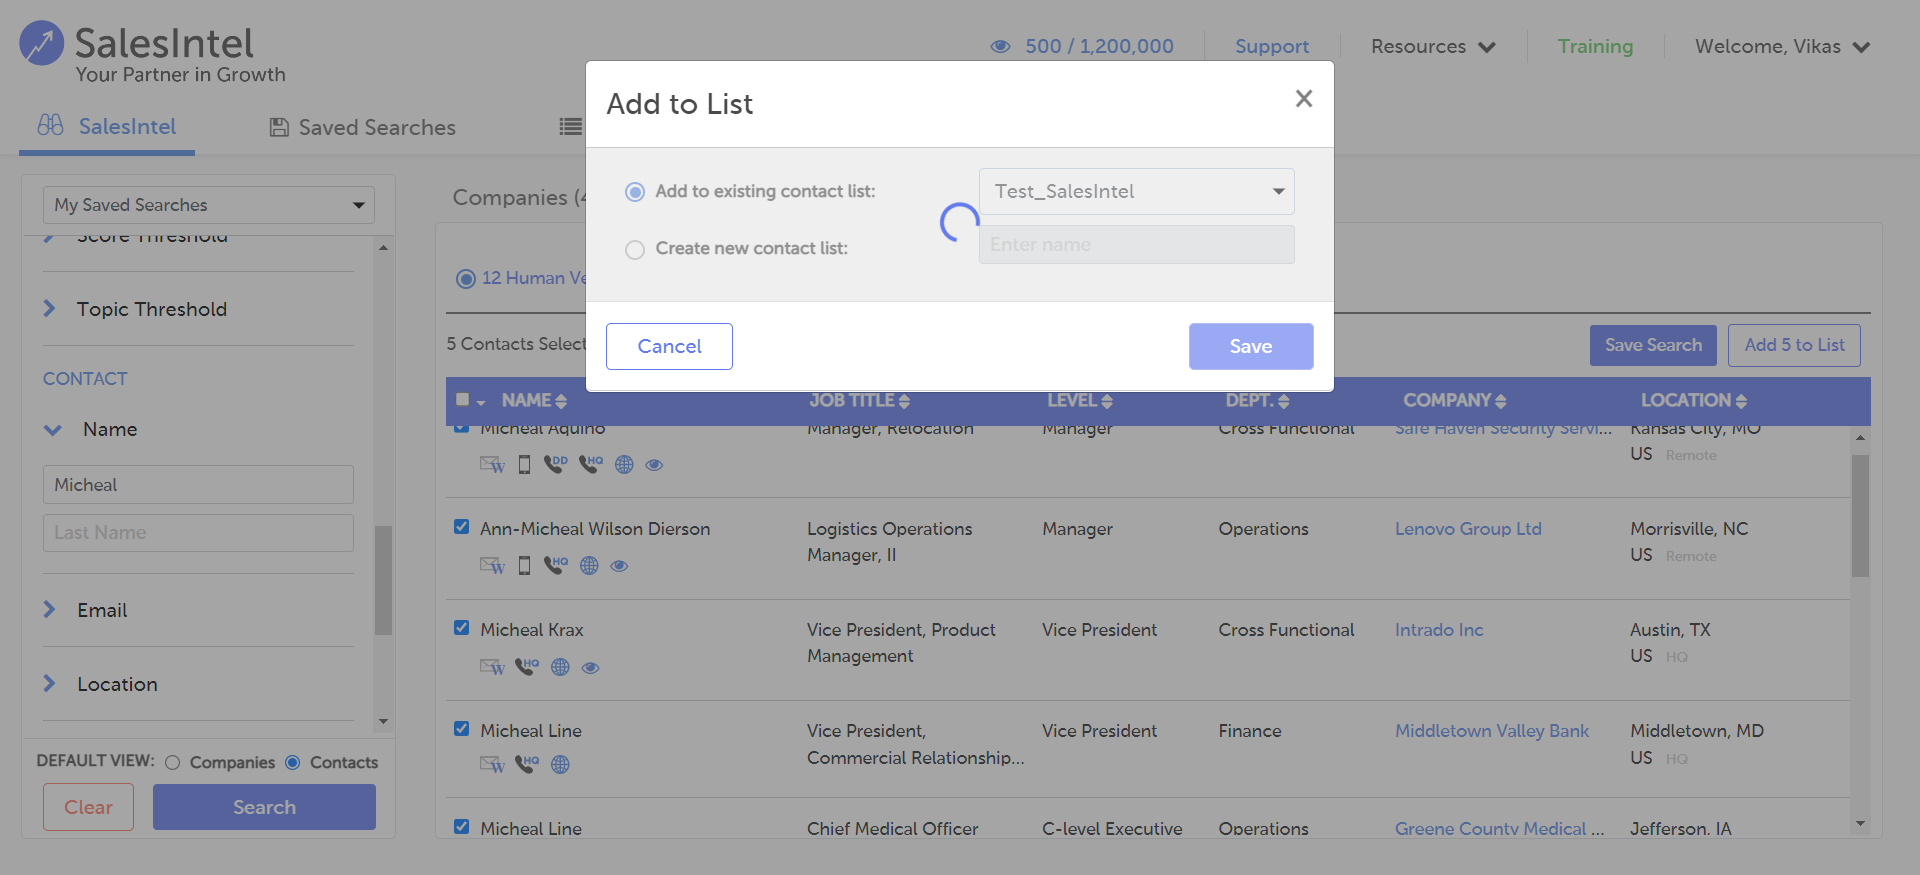 SalesIntel
Your Partner in Growth
500 / 1,200,000
Support
Resources
Training
Welcome, Vikas
SalesIntel
Saved Searches
Add to List
×
Add to existing contact list:
Test_SalesIntel
Create new contact list:
Enter name
Cancel
Save
My Saved Searches
Score Threshold
Topic Threshold
CONTACT
Name
Micheal
Last Name
Email
Location
DEFAULT VIEW:
Companies
Contacts
Clear
Search
Companies (4
12 Human Ve
5 Contacts Select
Save Search
Add 5 to List
NAME JOB TITLE LEVEL DEPT. COMPANY LOCATION
Micheal Aquino Manager, Relocation Manager Cross Functional Safe Haven Security Servi... Kansas City, MO
W DD HQ US Remote
Ann-Micheal Wilson Dierson Logistics Operations Manager Operations Lenovo Group Ltd Morrisville, NC
W HQ Manager, II US Remote
Micheal Krax Vice President, Product Vice President Cross Functional Intrado Inc Austin, TX
W HQ Management US HQ
Micheal Line Vice President, Vice President Finance Middletown Valley Bank Middletown, MD
W HQ Commercial Relationship... US HQ
Micheal Line Chief Medical Officer C-level Executive Operations Greene County Medical ... Jefferson, IA